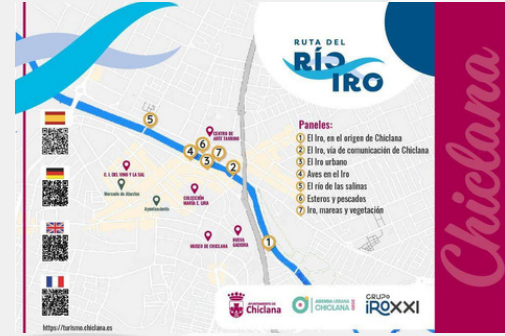 RUTA DEL
RÍO
IRO
Chiclana
Paneles:
1 El Iro, en el origen de Chiclana
2 El Iro, vía de comunicación de Chiclana
3 El Iro urbano
4 Aves en el Iro
5 El río de las salinas
6 Esteros y pescados
7 Iro, mareas y vegetación
5
CENTRO DE
ARTE TAURINO
6
4
7
3
2
C. I. DEL VINO Y LA SAL
Mercado de Abastos
Ayuntamiento
COLECCIÓN
MARÍA E. LIRA
MUSEO DE CHICLANA
NUEVA
GADEIRA
1
AYUNTAMIENTO DE
Chiclana
AGENDA URBANA
CHICLANA
GRUPO
iROXXI
https://turismo.chiclana.es